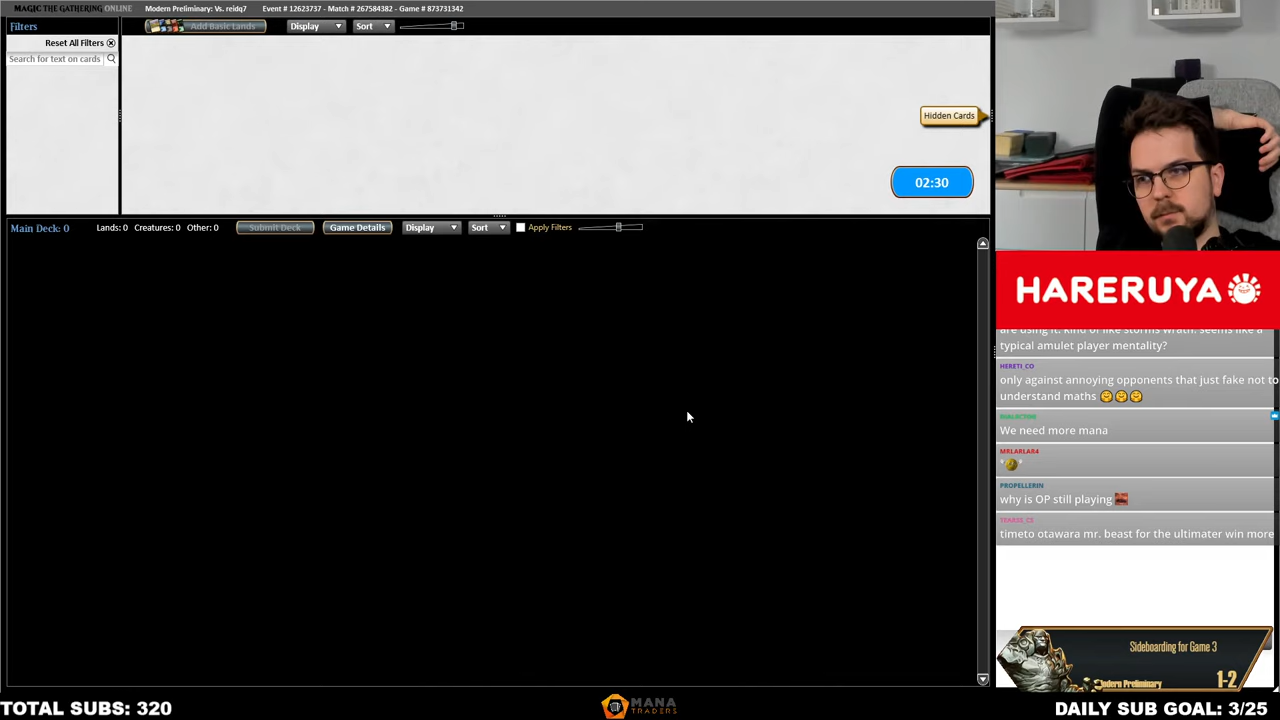 MAGIC THE GATHERING ONLINE
Modern Preliminary: Vs. reidq7
Event # 12623737 - Match # 267584382 - Game # 873731342
Filters
Add Basic Lands
Display
Sort
Reset All Filters
Search for text on cards
Hidden Cards
02:30
Main Deck: 0
Lands: 0 Creatures: 0 Other: 0
Submit Deck
Game Details
Display
Sort
Apply Filters
HARERUYA
are using it. kind of like storms wrath. seems like a
typical amulet player mentality?
HERETI_CO
only against annoying opponents that just fake not to
understand maths
We need more mana
MRLARLAR4
PROPELLERIN
why is OP still playing
timeto otawara mr. beast for the ultimater win more
Sideboarding for Game 3
Modern Preliminary
1-2
TOTAL SUBS: 320
MANA
TRADERS
DAILY SUB GOAL: 3/25